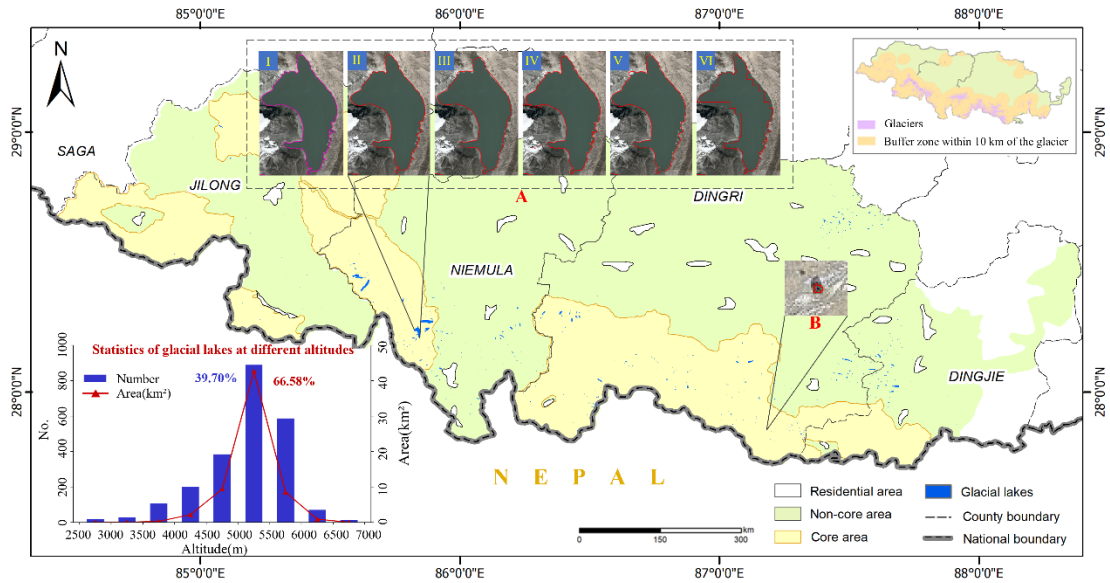 85°0'0"E
86°0'0"E
87°0'0"E
88°0'0"E
N
I
II
III
IV
V
VI
Glaciers
Buffer zone within 10 km of the glacier
29°0'0"N
29°0'0"N
SAGA
JILONG
A
DINGRI
NIEMULA
B
DINGJIE
28°0'0"N
28°0'0"N
NEPAL
Statistics of glacial lakes at different altitudes
Number
Area(km²)
39.70%
66.58%
No.
1000
800
600
400
200
0
Area(km²)
50
40
30
20
10
0
2500
3000
3500
4000
4500
5000
5500
6000
6500
7000
Altitude(m)
Residential area
Non-core area
Core area
Glacial lakes
County boundary
National boundary
0
150
300
km
85°0'0"E
86°0'0"E
87°0'0"E
88°0'0"E